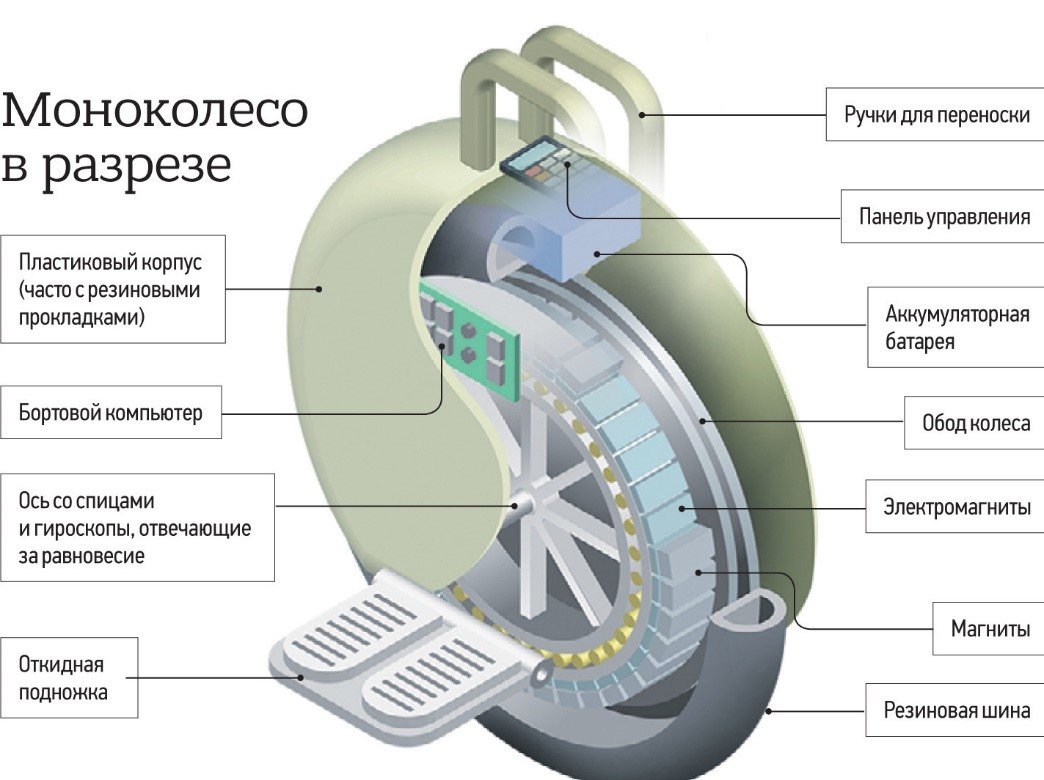 Моноколесо
в разрезе
Пластиковый корпус
(часто с резиновыми
прокладками)
Бортовой компьютер
Ось со спицами
и гироскопы, отвечающие
за равновесие
Откидная
подножка
Ручки для переноски
Панель управления
Аккумуляторная
батарея
Обод колеса
Электромагниты
Магниты
Резиновая шина